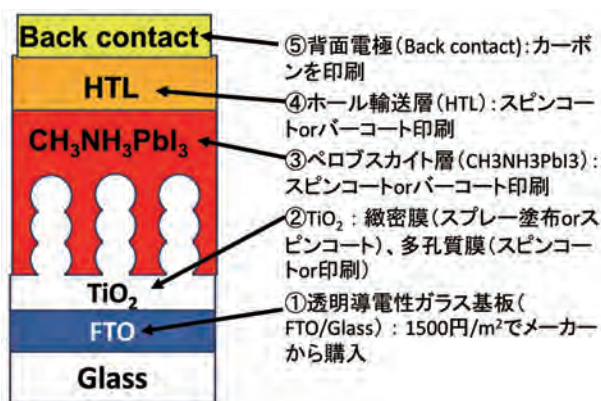 Back contact
HTL
CH₃NH₃PbI₃
TiO₂
FTO
Glass
⑤背面電極(Back contact):カーボ
ンを印刷
④ホール輸送層(HTL):スピンコー
トorバーコート印刷
③ペロブスカイト層(CH3NH3PbI3):
スピンコートorバーコート印刷
②TiO₂:緻密膜(スプレー塗布orス
ピンコート)、多孔質膜(スピンコー
トor印刷)
①透明導電性ガラス基板(
FTO/Glass):1500円/m²でメーカー
から購入